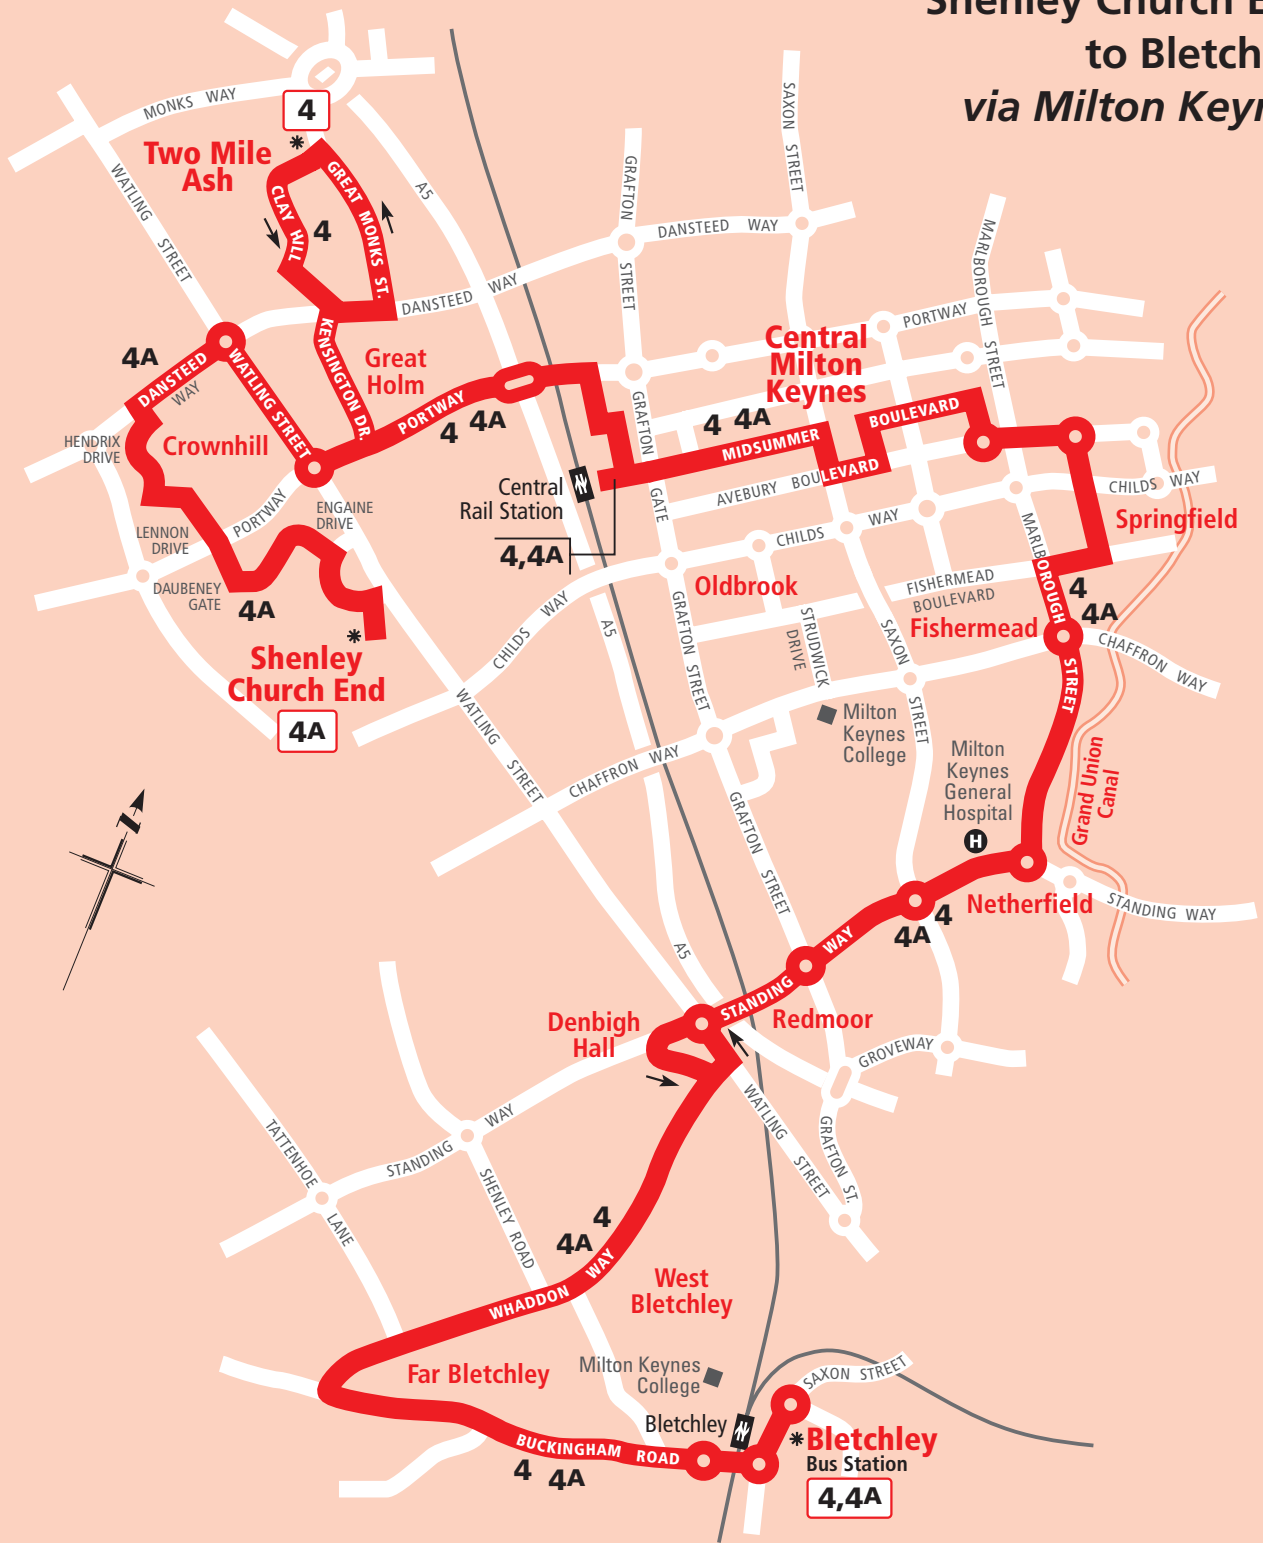 Shenley Church E
to Bletch
via Milton Key
MONKS WAY
4
Two Mile
Ash
WATLING
STREET
CLAY HILL
4
GREAT MONKS ST.
A5
GRAFTON
STREET
SAXON
STREET
DANSTEED WAY
MARLBOROUGH
STREET
DANSTEED WAY
PORTWAY
4A
DANSTEED
WAY
WATLING STREET
KENSINGTON DR.
Great
Holm
PORTWAY
4 4A
Central
Milton
Keynes
HENDRIX
DRIVE
Crownhill
GRAFTON
GATE
4 4A
MIDSUMMER
BOULEVARD
AVEBURY BOULEVARD
Central
Rail Station
4,4A
LENNON
DRIVE
PORTWAY
ENGAINE
DRIVE
CHILDS WAY
CHILDS WAY
Springfield
DAUBENEY
GATE
4A
Oldbrook
FISHERMEAD
BOULEVARD
MARLBOROUGH
STREET
4
4A
Fishermead
CHAFFRON WAY
Shenley
Church End
4A
CHILDS WAY
A5
GRAFTON STREET
STRUDWICK
DRIVE
SAXON
STREET
WATLING
STREET
CHAFFRON WAY
Milton
Keynes
College
Milton
Keynes
General
Hospital
H
Grand Union
Canal
N
GRAFTON
STREET
Netherfield
STANDING WAY
4
4A
A5
STANDING WAY
Denbigh
Hall
Redmoor
GROVEWAY
WATLING
STREET
GRAFTON ST.
TATTENHOE
LANE
STANDING WAY
SHENLEY ROAD
4
4A
WHADDON WAY
West
Bletchley
Far Bletchley
Milton Keynes
College
SAXON STREET
Bletchley
BUCKINGHAM ROAD
4 4A
Bletchley
Bus Station
4,4A